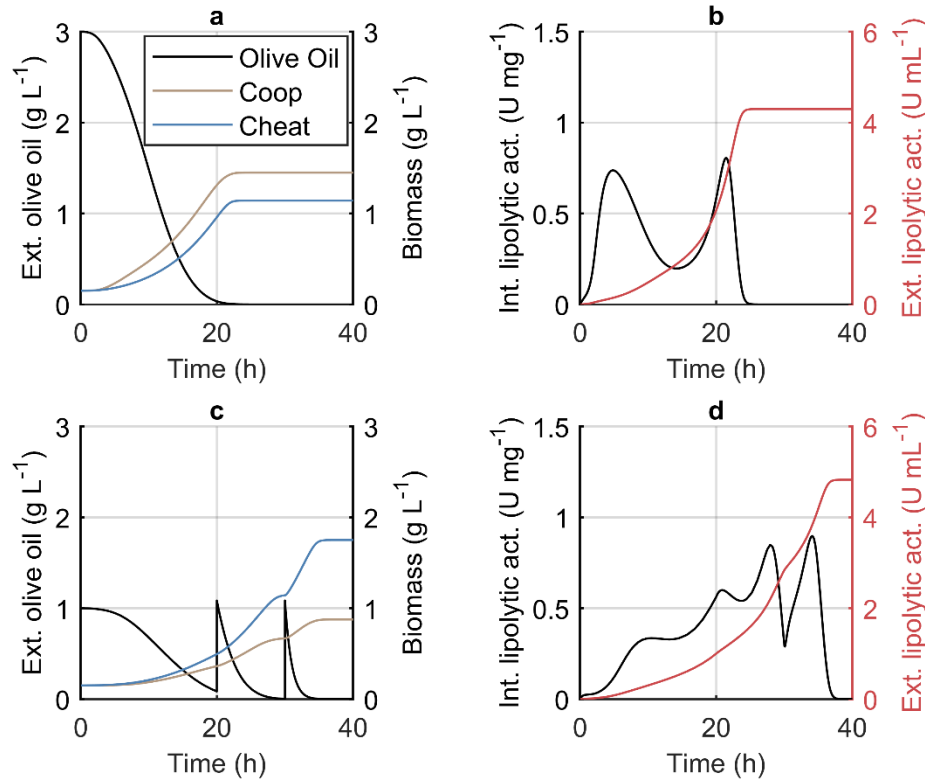 a
Ext. olive oil (g L⁻¹)
3
2
1
0
Olive Oil
Coop
Cheat
3
2
1
0
Biomass (g L⁻¹)
0 20 40
Time (h)
b
Int. lipolytic act. (U mg⁻¹)
1.5
1
0.5
0
6
4
2
0
Ext. lipolytic act. (U mL⁻¹)
0 20 40
Time (h)
c
Ext. olive oil (g L⁻¹)
3
2
1
0
3
2
1
0
Biomass (g L⁻¹)
0 20 40
Time (h)
d
Int. lipolytic act. (U mg⁻¹)
1.5
1
0.5
0
6
4
2
0
Ext. lipolytic act. (U mL⁻¹)
0 20 40
Time (h)